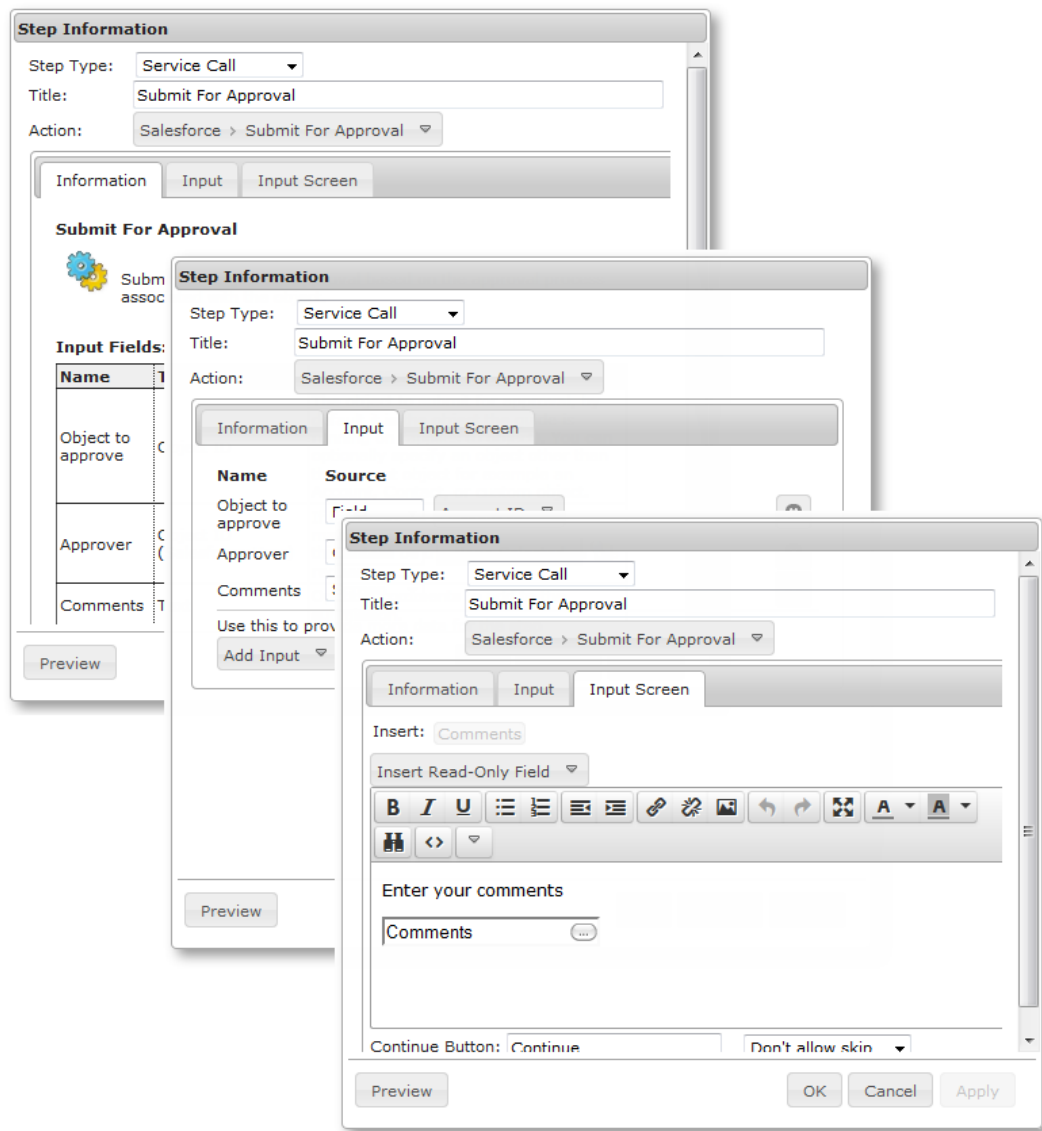 Step Information
Step Type: Service Call
Title: Submit For Approval
Action: Salesforce > Submit For Approval
Information Input Input Screen
Submit For Approval
Input Fields:
Name
Object to
approve
Approver
Comments
Preview
Step Information
Step Type: Service Call
Title: Submit For Approval
Action: Salesforce > Submit For Approval
Information Input Input Screen
Name Source
Object to
approve
Field
Approver
Comments
Use this to
Add Input
Preview
Step Information
Step Type: Service Call
Title: Submit For Approval
Action: Salesforce > Submit For Approval
Information Input Input Screen
Insert: Comments
Insert Read-Only Field
B I U A A
Enter your comments
Comments ...
Continue Button: Continue Don't allow skip
Preview OK Cancel Apply